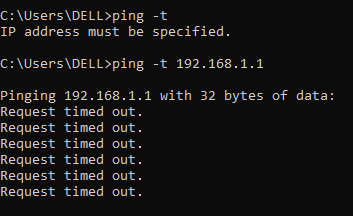 C:\Users\DELL>ping -t
IP address must be specified.
C:\Users\DELL>ping -t 192.168.1.1
Pinging 192.168.1.1 with 32 bytes of data:
Request timed out.
Request timed out.
Request timed out.
Request timed out.
Request timed out.
Request timed out.